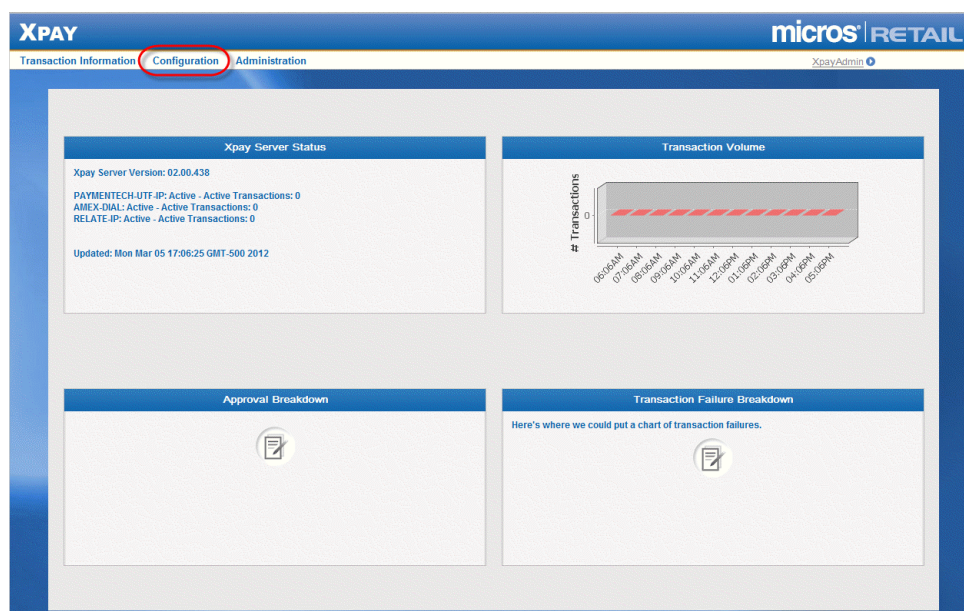 XPAY
micros® RETAIL
Transaction Information Configuration Administration
XpayAdmin
Xpay Server Status
Xpay Server Version: 02.00.438
PAYMENTECH-UTF-IP: Active - Active Transactions: 0
AMEX-DIAL: Active - Active Transactions: 0
RELATE-IP: Active - Active Transactions: 0
Updated: Mon Mar 05 17:06:25 GMT-500 2012
Transaction Volume
# Transactions
0
06:06AM
07:06AM
08:06AM
09:06AM
10:06AM
11:06AM
12:06PM
01:06PM
02:06PM
03:06PM
04:06PM
05:06PM
Approval Breakdown
Transaction Failure Breakdown
Here's where we could put a chart of transaction failures.